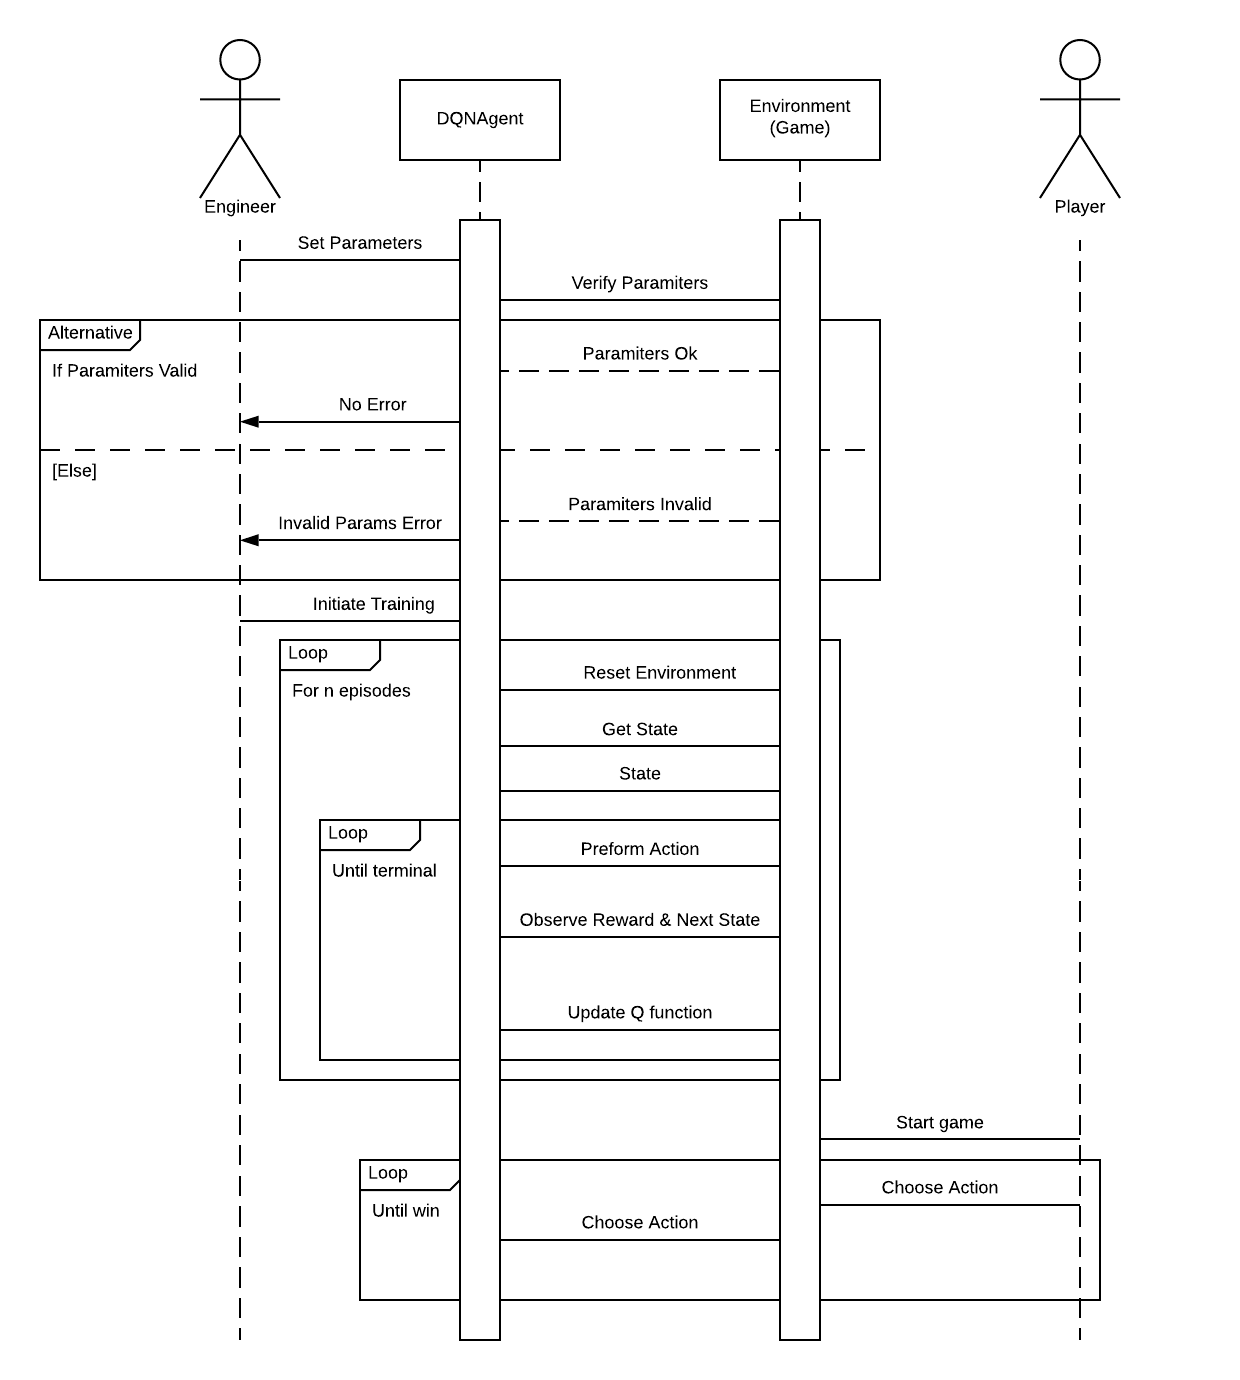 Engineer
DQNAgent
Environment
(Game)
Player
Set Parameters
Verify Paramiters
Alternative
If Paramiters Valid
Paramiters Ok
No Error
[Else]
Paramiters Invalid
Invalid Params Error
Initiate Training
Loop
For n episodes
Reset Environment
Get State
State
Loop
Until terminal
Preform Action
Observe Reward & Next State
Update Q function
Start game
Loop
Until win
Choose Action
Choose Action